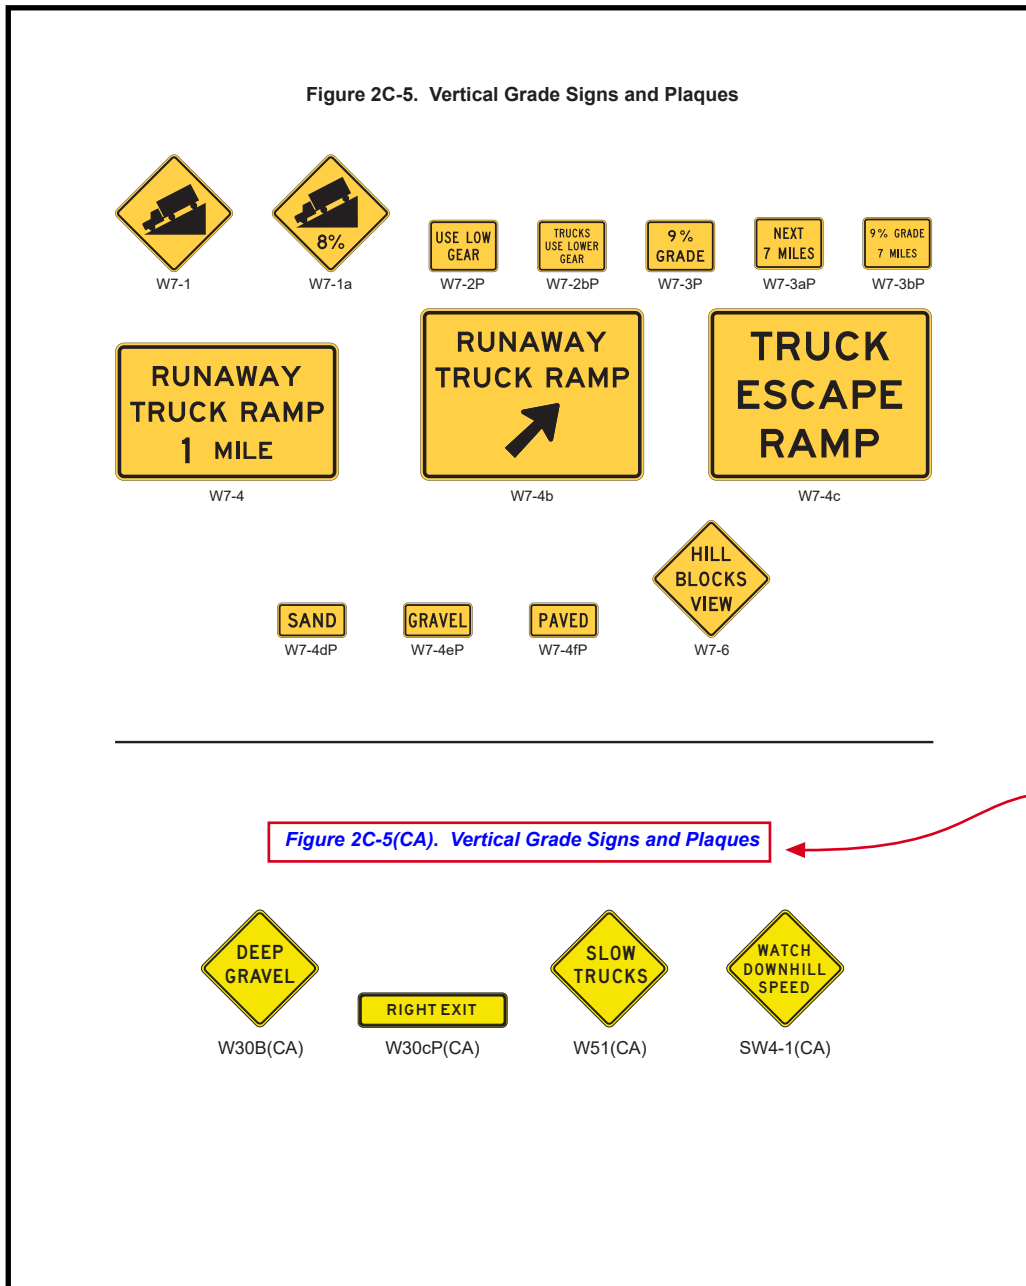 Figure 2C-5. Vertical Grade Signs and Plaques
8%
USE LOW
GEAR
TRUCKS
USE LOWER
GEAR
9%
GRADE
NEXT
7 MILES
9% GRADE
7 MILES
W7-1
W7-1a
W7-2P
W7-2bP
W7-3P
W7-3aP
W7-3bP
RUNAWAY
TRUCK RAMP
1 MILE
RUNAWAY
TRUCK RAMP
TRUCK
ESCAPE
RAMP
W7-4
W7-4b
W7-4c
SAND
GRAVEL
PAVED
HILL
BLOCKS
VIEW
W7-4dP
W7-4eP
W7-4fP
W7-6
Figure 2C-5(CA). Vertical Grade Signs and Plaques
DEEP
GRAVEL
RIGHT EXIT
SLOW
TRUCKS
WATCH
DOWNHILL
SPEED
W30B(CA)
W30cP(CA)
W51(CA)
SW4-1(CA)